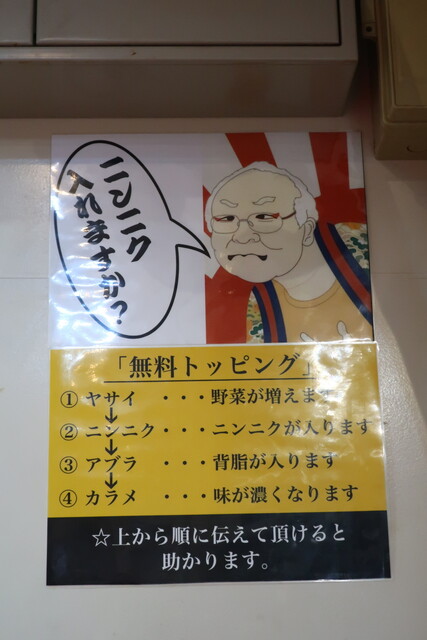 ニンニク
入れますか?
「無料トッピング」
① ヤサイ ・・・野菜が増えます
↓
② ニンニク・・・ニンニクが入ります
↓
③ アブラ ・・・背脂が入ります
↓
④ カラメ ・・・味が濃くなります
☆上から順に伝えて頂けると
助かります。